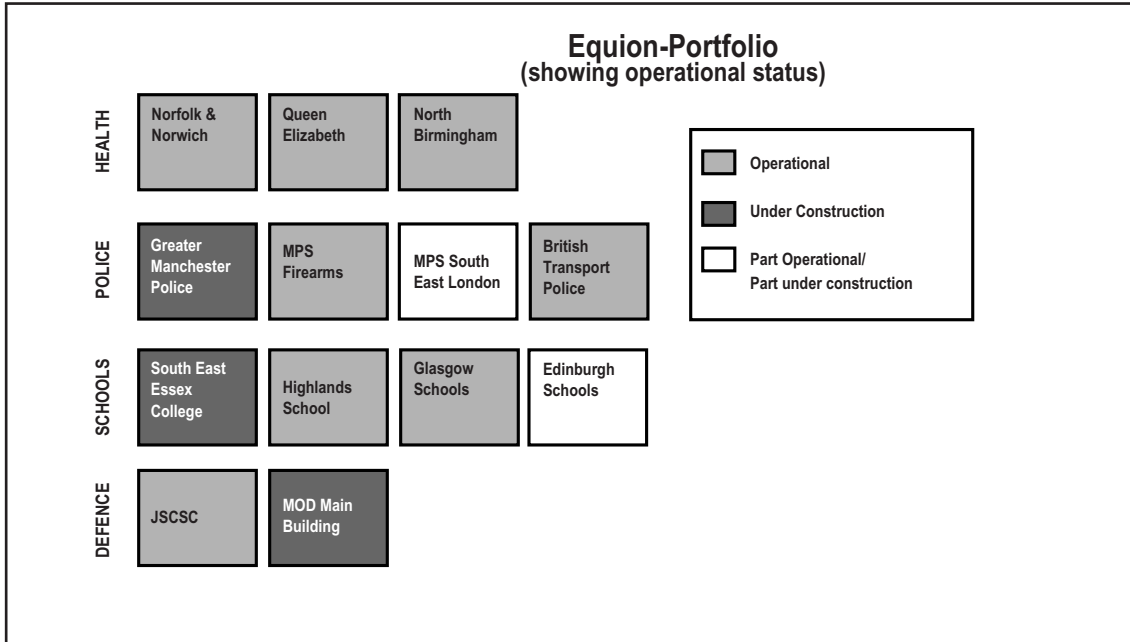 Equion-Portfolio
(showing operational status)
HEALTH
Norfolk &
Norwich
Queen
Elizabeth
North
Birmingham
Operational
Under Construction
Part Operational/
Part under construction
POLICE
Greater
Manchester
Police
MPS
Firearms
MPS South
East London
British
Transport
Police
SCHOOLS
South East
Essex
College
Highlands
School
Glasgow
Schools
Edinburgh
Schools
DEFENCE
JSCSC
MOD Main
Building